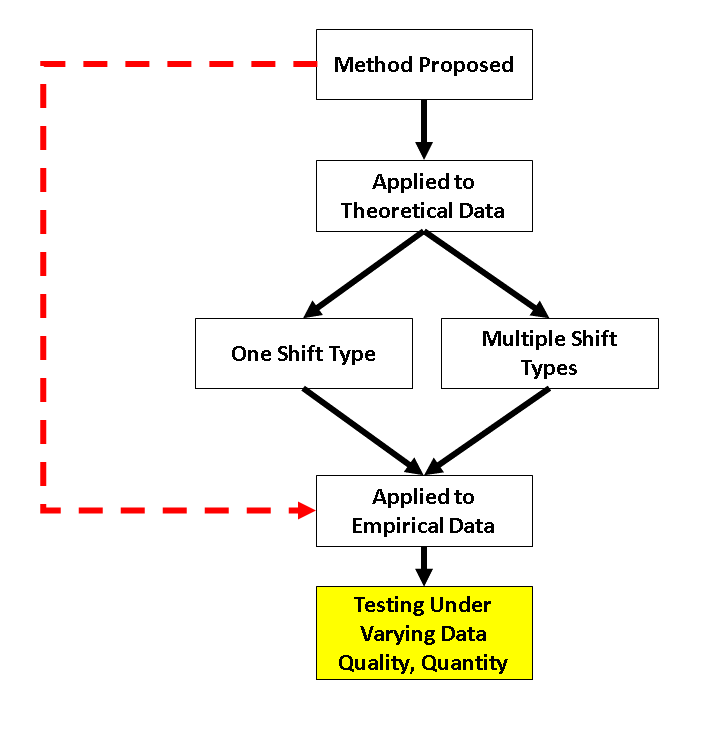 Method Proposed
Applied to
Theoretical Data
One Shift Type
Multiple Shift
Types
Applied to
Empirical Data
Testing Under
Varying Data
Quality, Quantity